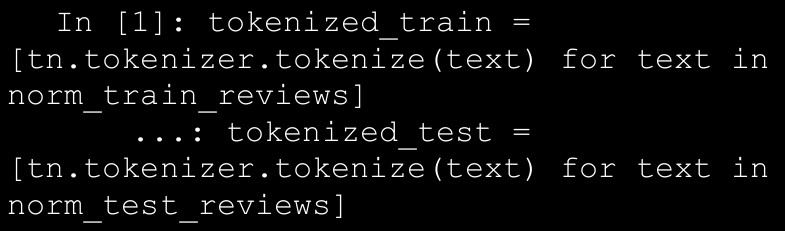 In [1]: tokenized_train =
[tn.tokenizer.tokenize(text) for text in
norm_train_reviews]
...: tokenized_test =
[tn.tokenizer.tokenize(text) for text in
norm_test_reviews]